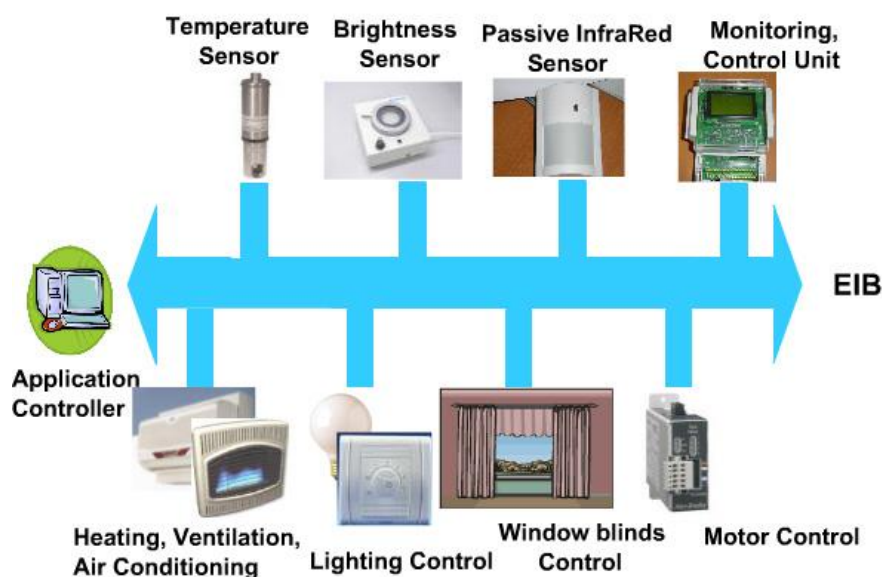 Temperature
Sensor
Brightness
Sensor
Passive InfraRed
Sensor
Monitoring,
Control Unit
EIB
Application
Controller
Heating, Ventilation,
Air Conditioning
Lighting Control
Window blinds
Control
Motor Control